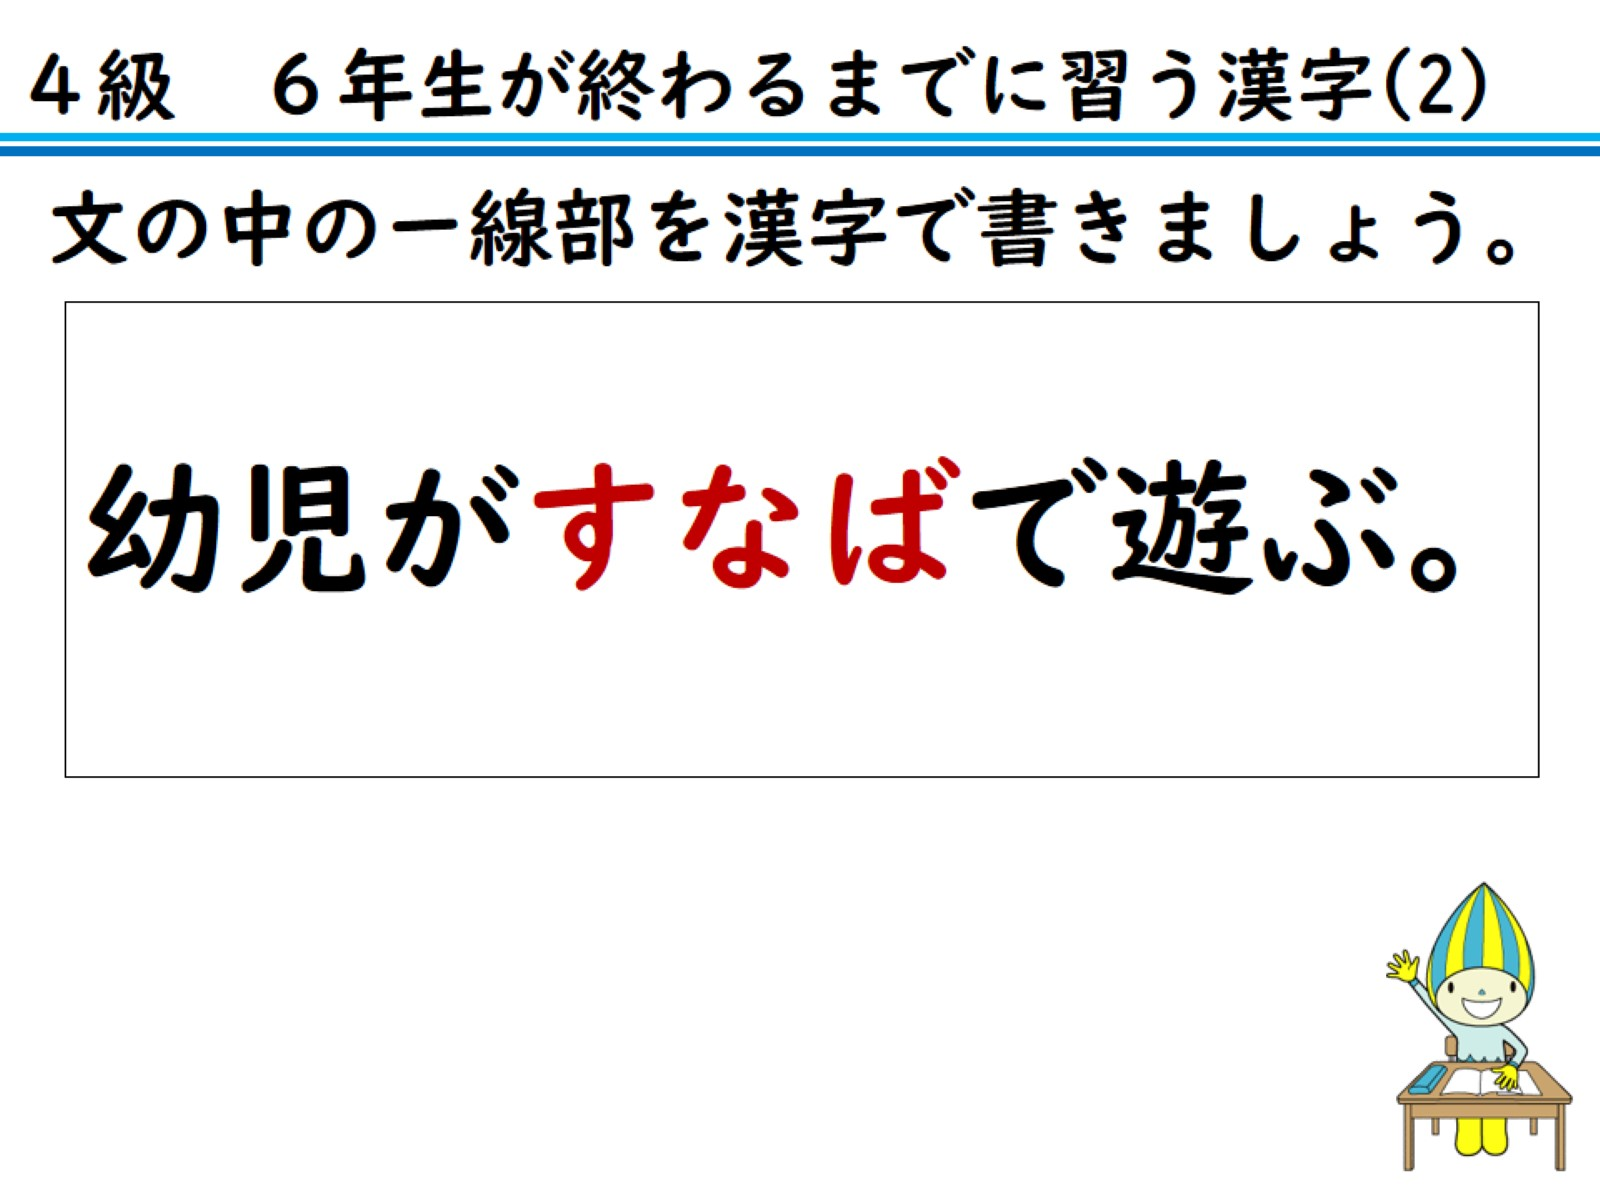 ４級　６年生が終わるまでに習う漢字(2)
文の中の―線部を漢字で書きましょう。
幼児がすなばで遊ぶ。